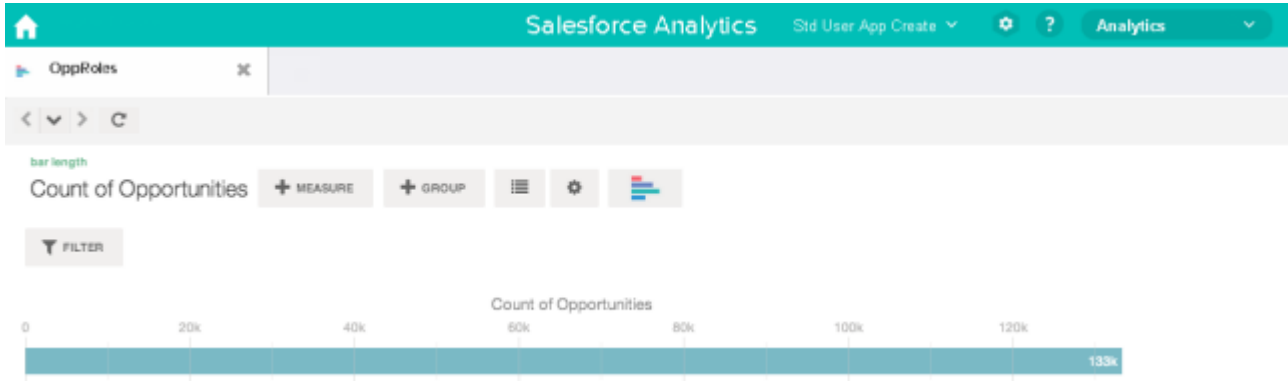 Salesforce Analytics Std User App Create ? Analytics
OppRoles
bar length
Count of Opportunities + MEASURE + GROUP
FILTER
Count of Opportunities
0 20k 40k 60k 80k 100k 120k
133k